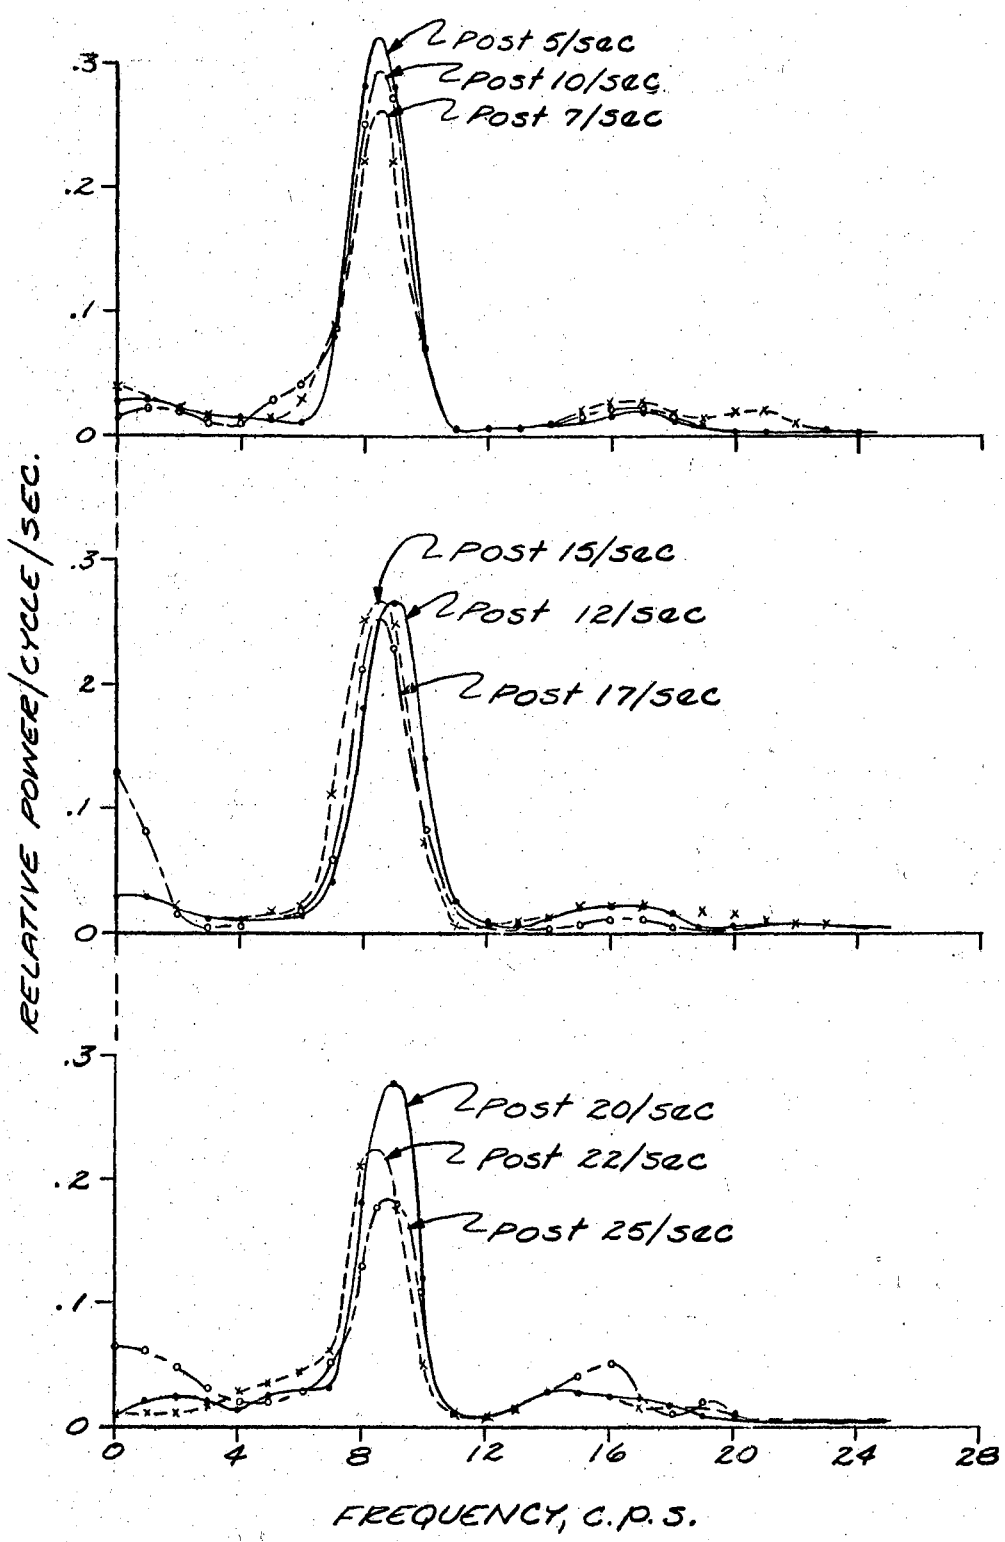 .3
Post 5/sec
Post 10/sec
Post 7/sec
.2
.1
0
RELATIVE POWER/CYCLE/SEC.
.3
Post 15/sec
Post 12/sec
2
Post 17/sec
.1
0
.3
Post 20/sec
Post 22/sec
.2
Post 25/sec
.1
0
0 4 8 12 16 20 24 28
FREQUENCY, C.P.S.